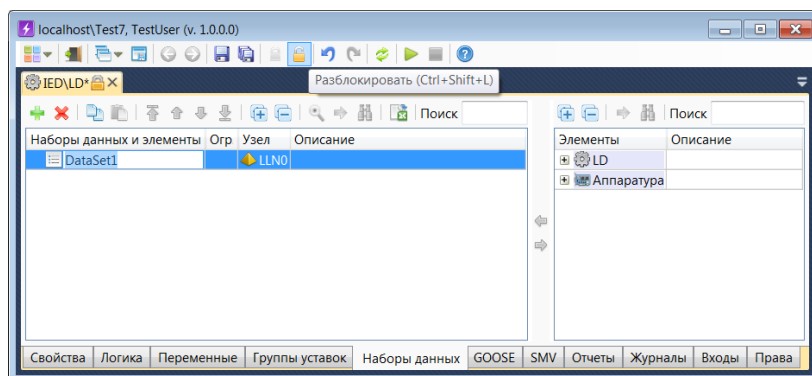 localhost\Test7, TestUser (v. 1.0.0.0)
Разблокировать (Ctrl+Shift+L)
IED\LD*
Поиск
Поиск
Наборы данных и элементы Огр Узел Описание
DataSet1 LLN0
Элементы Описание
LD
Аппаратура
Свойства Логика Переменные Группы уставок Наборы данных GOOSE SMV Отчеты Журналы Входы Права